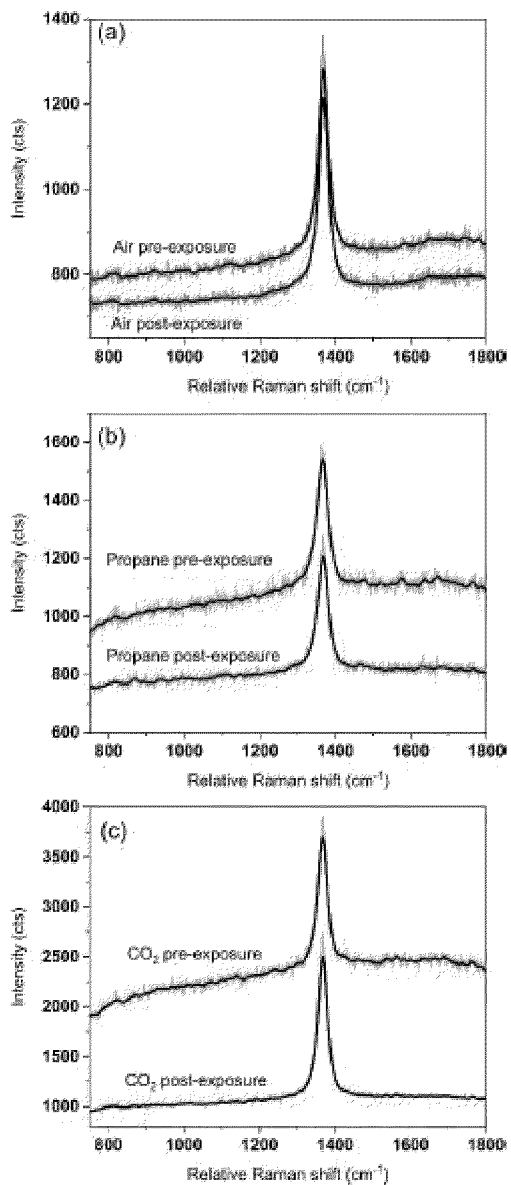 (a)
1400
1200
1000
800
Intensity (cts)
Air pre-exposure
Air post-exposure
800 1000 1200 1400 1600 1800
Relative Raman shift (cm⁻¹)
(b)
1600
1400
1200
1000
800
600
Intensity (cts)
Propane pre-exposure
Propane post-exposure
800 1000 1200 1400 1600 1800
Relative Raman shift (cm⁻¹)
(c)
4000
3500
3000
2500
2000
1500
1000
Intensity (cts)
CO₂ pre-exposure
CO₂ post-exposure
800 1000 1200 1400 1600 1800
Relative Raman shift (cm⁻¹)